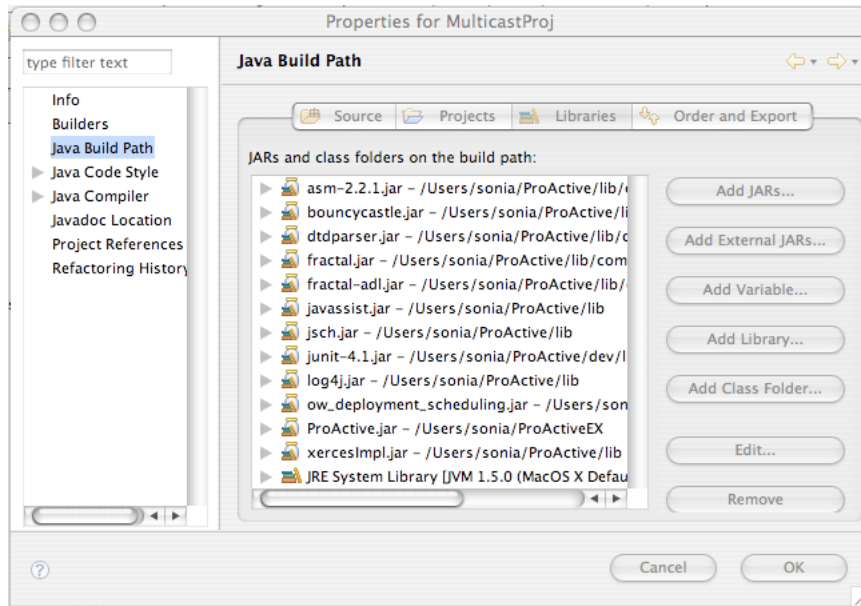 Properties for MulticastProj
type filter text
Info
Builders
Java Build Path
Java Code Style
Java Compiler
Javadoc Location
Project References
Refactoring History
Java Build Path
Source Projects Libraries Order and Export
JARs and class folders on the build path:
asm-2.2.1.jar - /Users/sonia/ProActive/lib/
bouncycastle.jar - /Users/sonia/ProActive/li
dtdparser.jar - /Users/sonia/ProActive/lib/c
fractal.jar - /Users/sonia/ProActive/lib/com
fractal-adl.jar - /Users/sonia/ProActive/lib/
javassist.jar - /Users/sonia/ProActive/lib
jsch.jar - /Users/sonia/ProActive/lib
junit-4.1.jar - /Users/sonia/ProActive/dev/l
log4j.jar - /Users/sonia/ProActive/lib
ow_deployment_scheduling.jar - /Users/son
ProActive.jar - /Users/sonia/ProActiveEX
xercesImpl.jar - /Users/sonia/ProActive/lib
JRE System Library [JVM 1.5.0 (MacOS X Defau
Add JARs...
Add External JARs...
Add Variable...
Add Library...
Add Class Folder...
Edit...
Remove
?
Cancel
OK